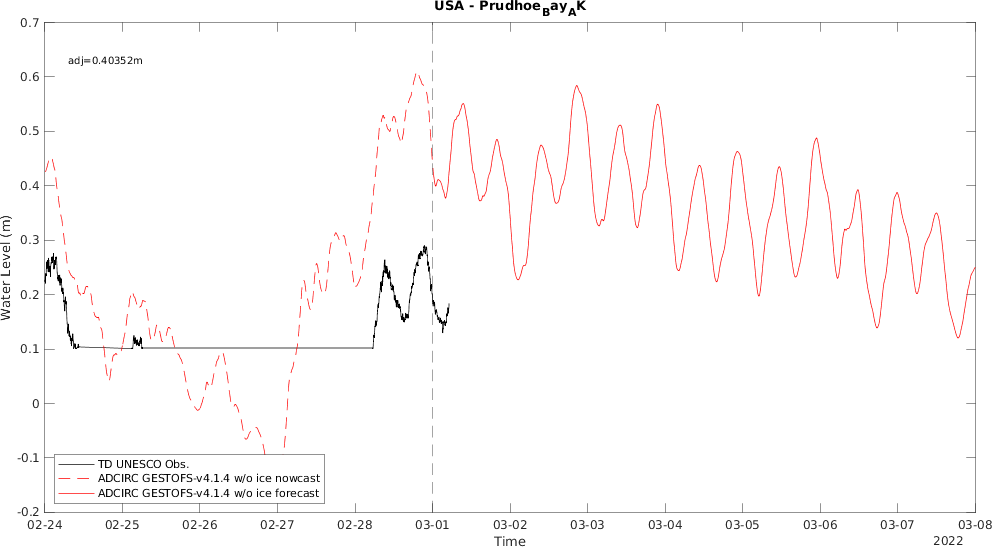 USA - PrudhoeBayAK
adj=0.40352m
0.7
0.6
0.5
0.4
0.3
0.2
0.1
0
-0.1
-0.2
Water Level (m)
TD UNESCO Obs.
ADCIRC GESTOFS-v4.1.4 w/o ice nowcast
ADCIRC GESTOFS-v4.1.4 w/o ice forecast
02-24 02-25 02-26 02-27 02-28 03-01 03-02 03-03 03-04 03-05 03-06 03-07 03-08
Time
2022